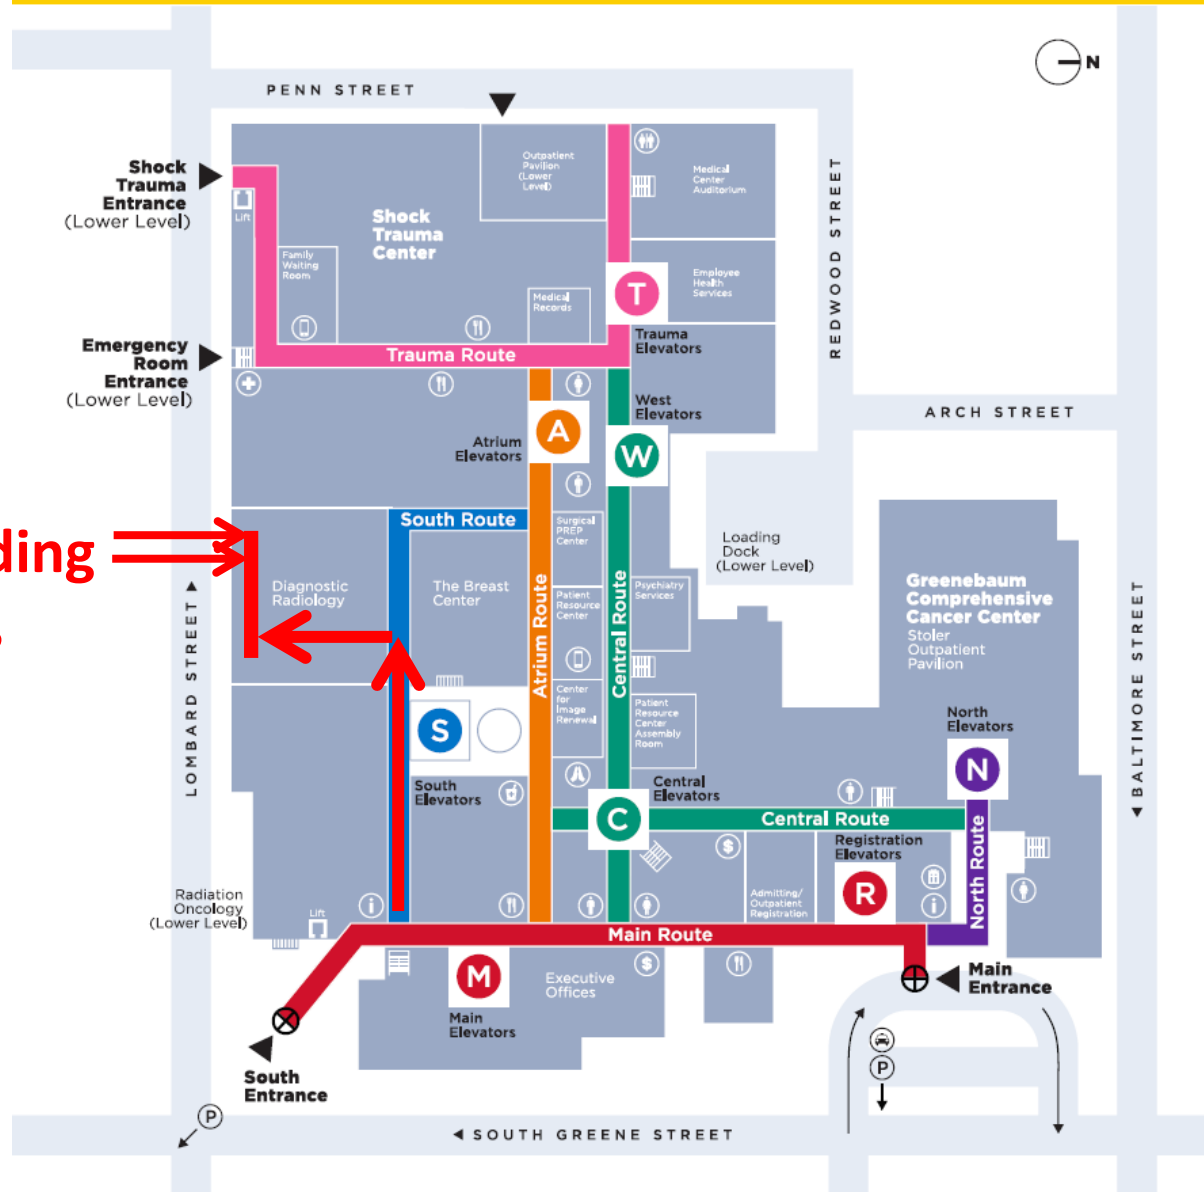 N
PENN STREET
Shock
Trauma
Entrance
(Lower Level)
Lift
Outpatient
Pavilion
(Lower
Level)
Medical
Center
Auditorium
Shock
Trauma
Center
Family
Waiting
Room
Medical
Records
T
Employee
Health
Services
REDWOOD STREET
Trauma
Elevators
Emergency
Room
Entrance
(Lower Level)
Trauma Route
West
Elevators
ARCH STREET
Atrium
Elevators
A
W
South Route
Surgical
PREP
Center
Loading
Dock
(Lower Level)
ding
Diagnostic
Radiology
The Breast
Center
Atrium Route
Patient
Resource
Center
Central Route
Psychiatry
Services
Greenebaum
Comprehensive
Cancer Center
Stoler
Outpatient
Pavilion
LOMBARD STREET
BALTIMORE STREET
Center
for
Image
Renewal
Patient
Resource
Center
Assembly
Room
North
Elevators
S
N
South
Elevators
Central
Elevators
C
Central Route
Registration
Elevators
$
R
Admitting/
Outpatient
Registration
North Route
Radiation
Oncology
(Lower Level)
Lift
i
i
Main Route
M
Executive
Offices
$
Main
Entrance
Main
Elevators
South
Entrance
P
P
SOUTH GREENE STREET